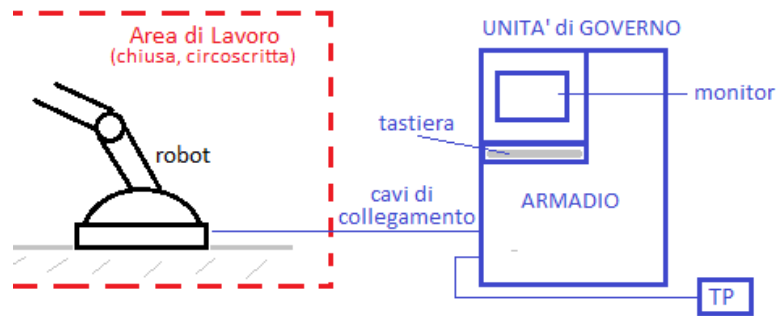 Area di Lavoro
(chiusa, circoscritta)
robot
UNITA' di GOVERNO
monitor
tastiera
cavi di
collegamento
ARMADIO
TP